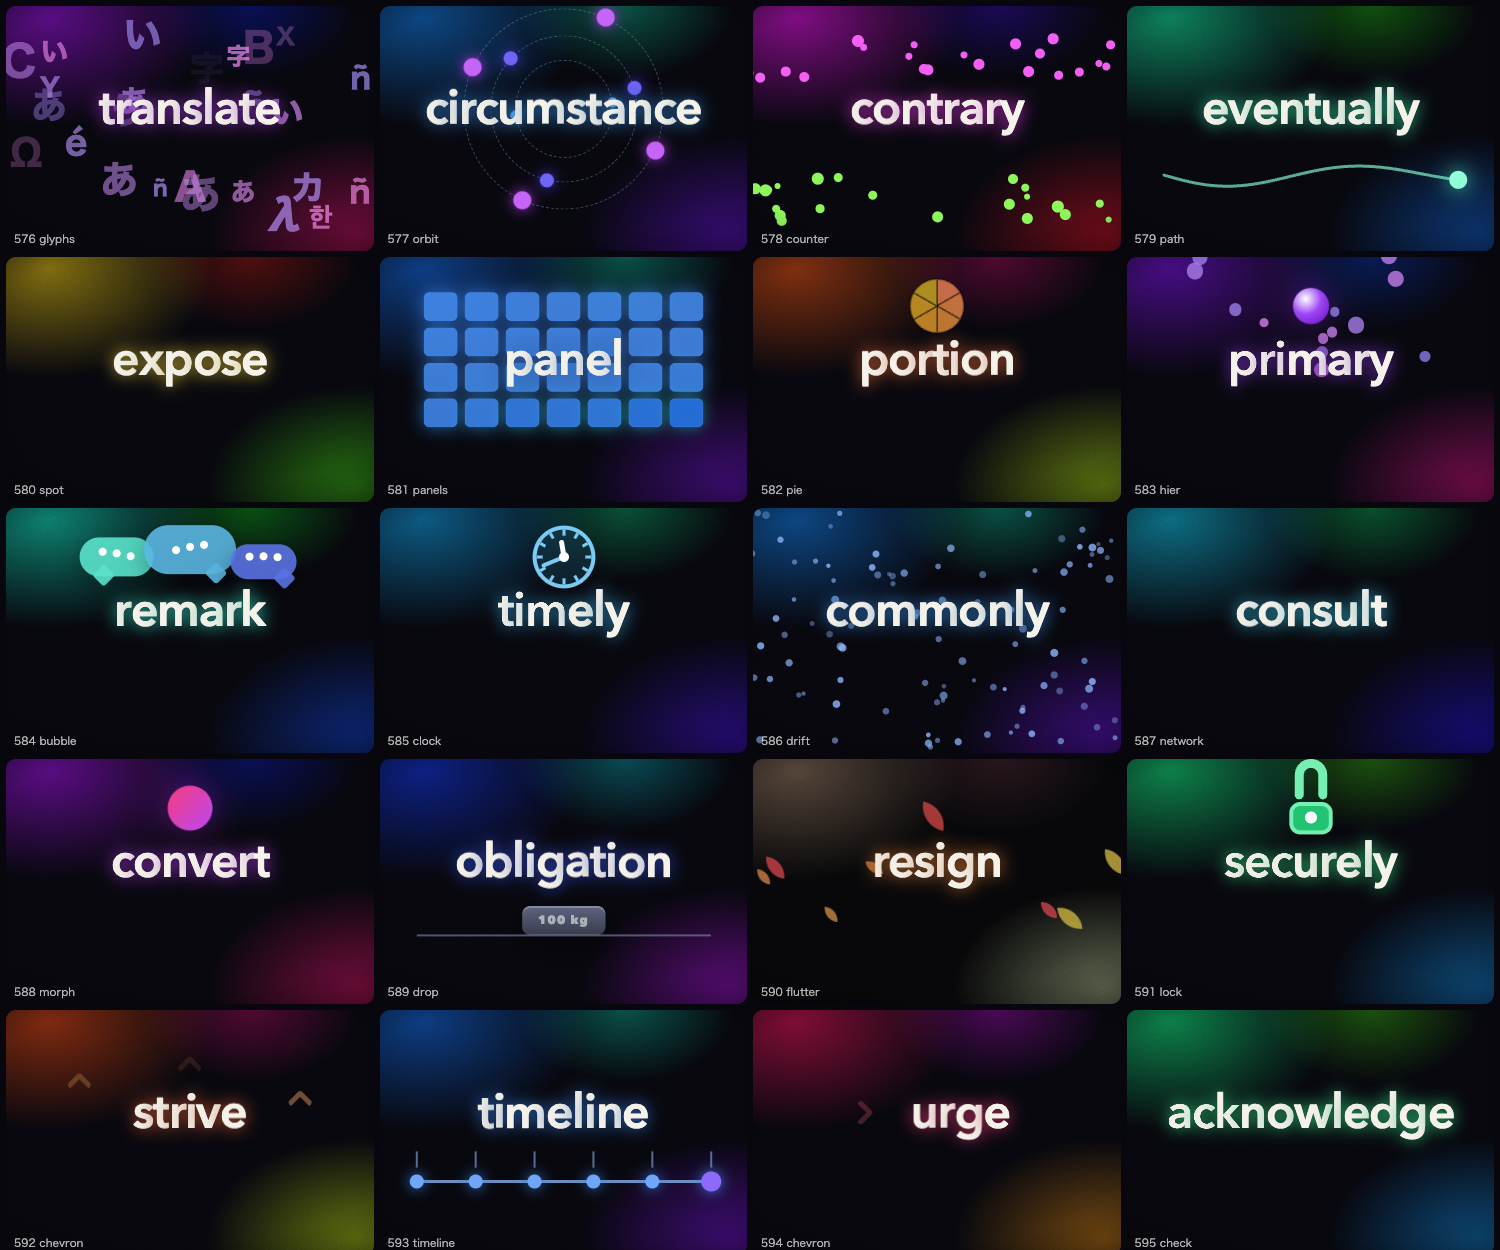 translate
576 glyphs
circumstance
577 orbit
contrary
578 counter
eventually
579 path
expose
580 spot
panel
581 panels
portion
582 pie
primary
583 hier
remark
584 bubble
timely
585 clock
commonly
586 drift
consult
587 network
convert
588 morph
100 kg
obligation
589 drop
resign
590 flutter
securely
591 lock
strive
592 chevron
timeline
593 timeline
urge
594 chevron
acknowledge
595 check